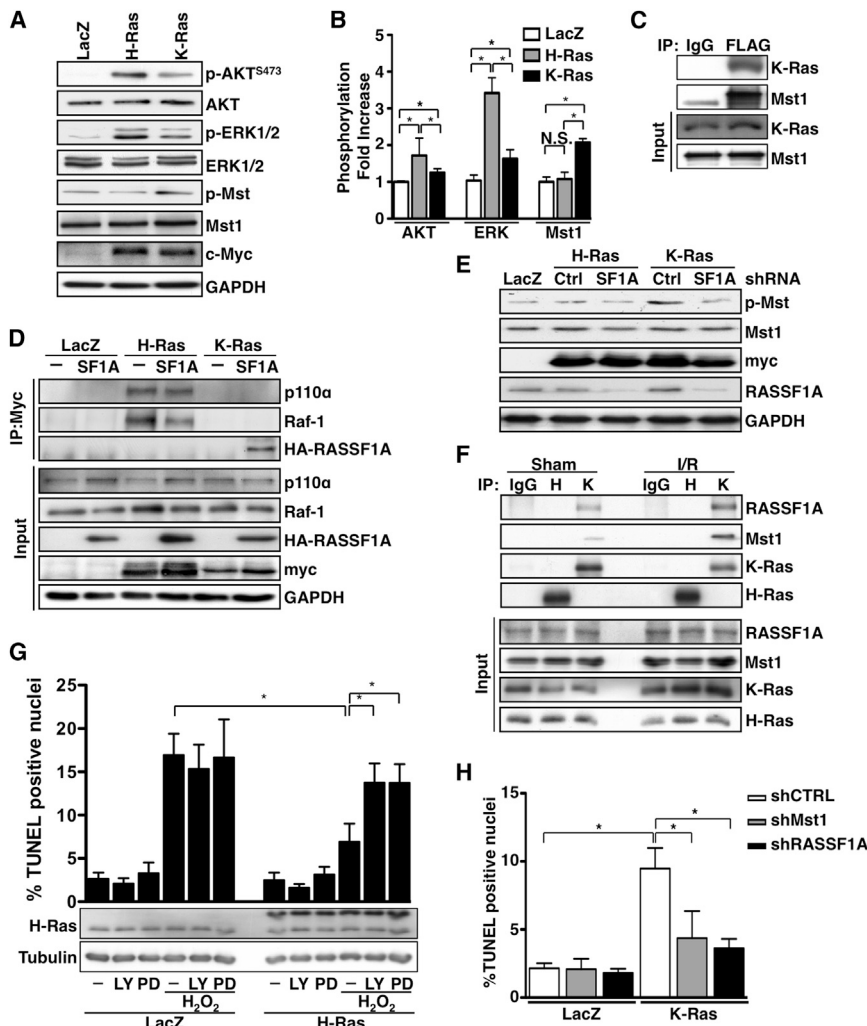 A
LacZ
H-Ras
K-Ras
p-AKTS473
AKT
p-ERK1/2
ERK1/2
p-Mst
Mst1
c-Myc
GAPDH
B
LacZ
H-Ras
K-Ras
Phosphorylation
Fold Increase
5
4
3
2
1
0
* * *
* * *
N.S. * *
AKT ERK Mst1
C
IP: IgG FLAG
K-Ras
Mst1
K-Ras
Mst1
Input
D
LacZ H-Ras K-Ras
– SF1A – SF1A – SF1A
IP:Myc
p110α
Raf-1
HA-RASSF1A
Input
p110α
Raf-1
HA-RASSF1A
myc
GAPDH
E
H-Ras K-Ras
LacZ Ctrl SF1A Ctrl SF1A shRNA
p-Mst
Mst1
myc
RASSF1A
GAPDH
F
Sham I/R
IP: IgG H K IgG H K
RASSF1A
Mst1
K-Ras
H-Ras
Input
RASSF1A
Mst1
K-Ras
H-Ras
G
% TUNEL positive nuclei
25
20
15
10
5
0
* * *
H-Ras
Tubulin
– LY PD – LY PD – LY PD – LY PD
H2O2 H2O2
LacZ H-Ras
H
%TUNEL positive nuclei
15
10
5
0
* * *
shCTRL
shMst1
shRASSF1A
LacZ K-Ras